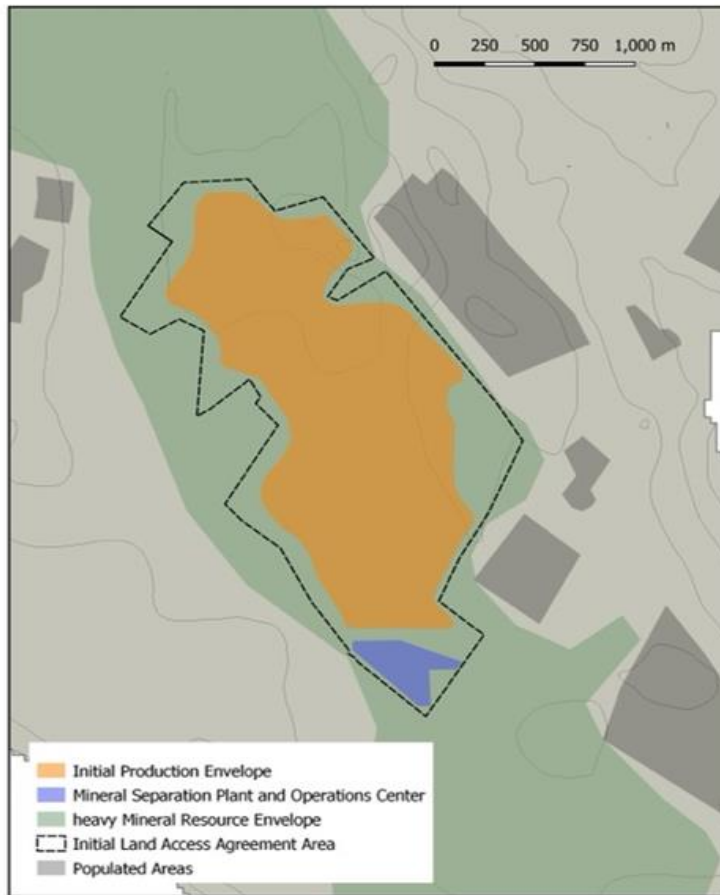 0 250 500 750 1,000 m
Initial Production Envelope
Mineral Separation Plant and Operations Center
heavy Mineral Resource Envelope
Initial Land Access Agreement Area
Populated Areas